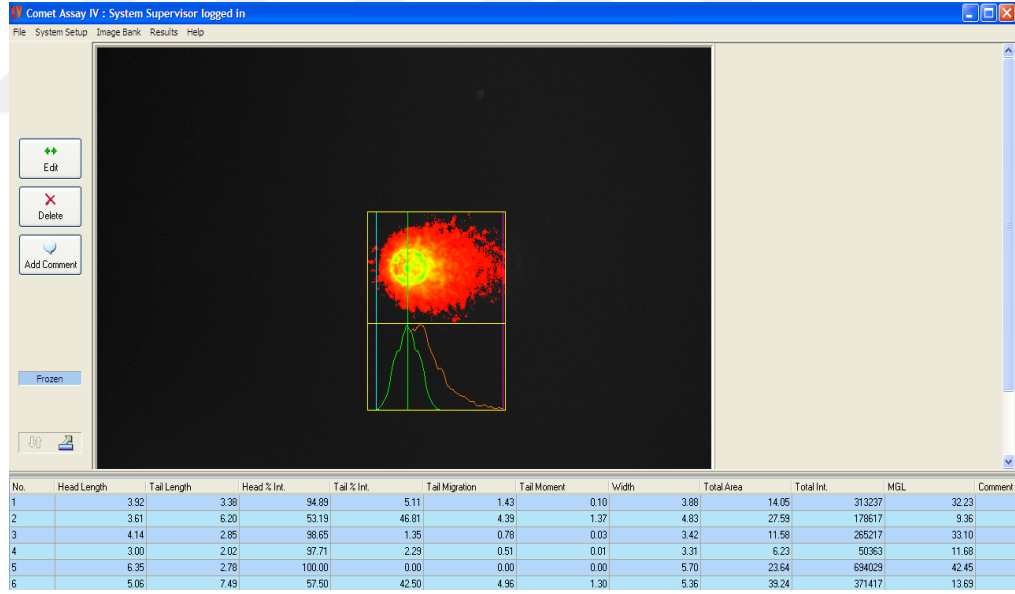 Comet Assay IV : System Supervisor logged in
File System Setup Image Bank Results Help
Edit
Delete
Add Comment
Frozen
No. Head Length Tail Length Head % Int. Tail % Int. Tail Migration Tail Moment Width Total Area Total Int. MGL Comment
1 3.92 3.38 94.89 5.11 1.43 0.10 3.88 14.05 313237 32.23
2 3.61 6.20 53.19 46.81 4.39 1.37 4.83 27.59 178617 9.36
3 4.14 2.85 98.65 1.35 0.78 0.03 3.42 11.58 265217 33.10
4 3.00 2.02 97.71 2.29 0.51 0.01 3.31 6.23 50363 11.68
5 6.35 2.78 100.00 0.00 0.00 0.00 5.70 23.64 694029 42.45
6 5.06 7.49 57.50 42.50 4.96 1.30 5.36 39.24 371417 13.69